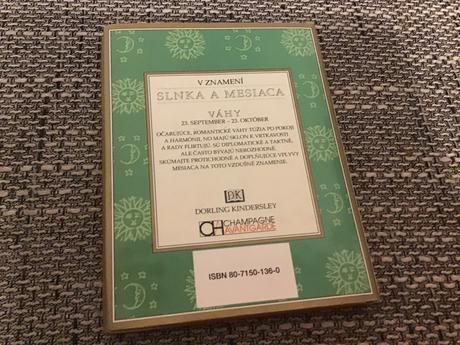 V ZNAMENÍ
SLNKA A MESIACA
VÁHY
23. SEPTEMBER – 23. OKTÓBER
OČARUJÚCE, ROMANTICKÉ VÁHY TÚŽIA PO POKOJI
A HARMÓNII, NO MAJÚ SKLON K VRTKAVOSTI
A RADY FLIRTUJÚ. SÚ DIPLOMATICKÉ A TAKTNÉ,
ALE ČASTO BÝVAJÚ NEROZHODNÉ.
SKÚMAJTE PROTICHODNÉ A DOPĹŇUJÚCE VPLYVY
MESIACA NA TOTO VZDUŠNÉ ZNAMENIE.
DK
DORLING KINDERSLEY
CH CHAMPAGNE
AVANTGARDE
ISBN 80-7150-136-0